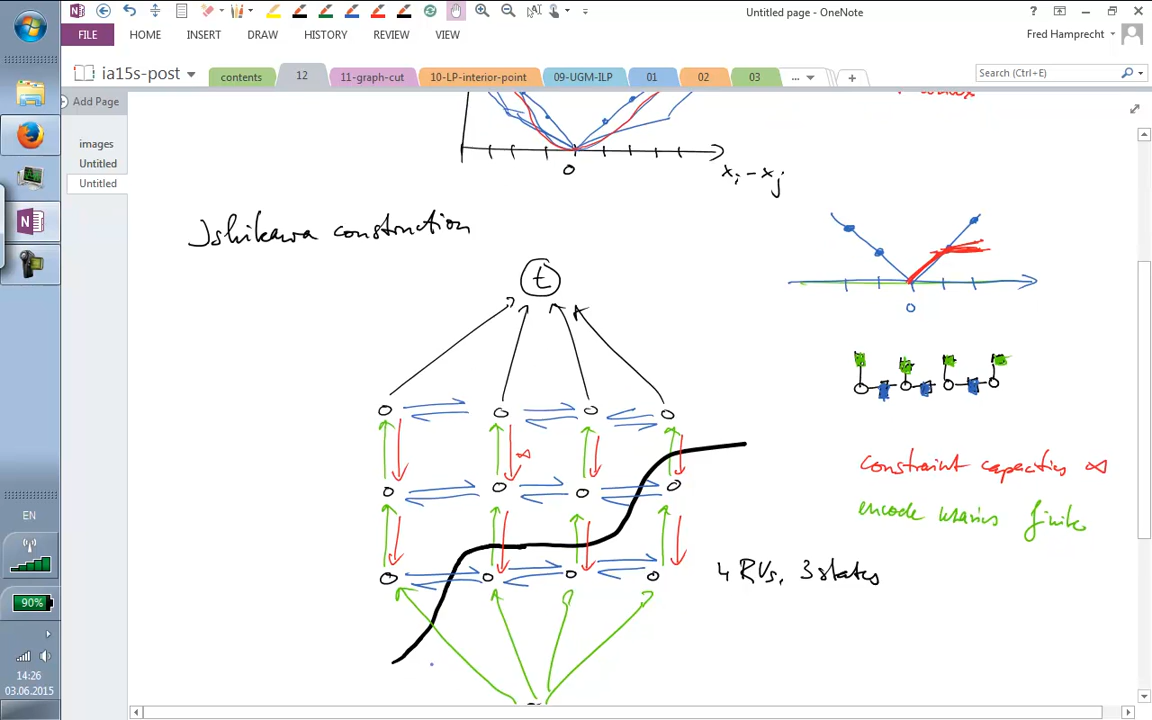 Untitled page - OneNote
FILE HOME INSERT DRAW HISTORY REVIEW VIEW
Fred Hamprecht
ia15s-post
contents 12 11-graph-cut 10-LP-interior-point 09-UGM-ILP 01 02 03 ...
Search (Ctrl+E)
Add Page
images
Untitled
Untitled
0
xi - xj
Ishikawa construction
t
0
∞
constraint capacities ∞
encode unaries finite
4 RVs, 3 states
EN
90%
14:26
03.06.2015